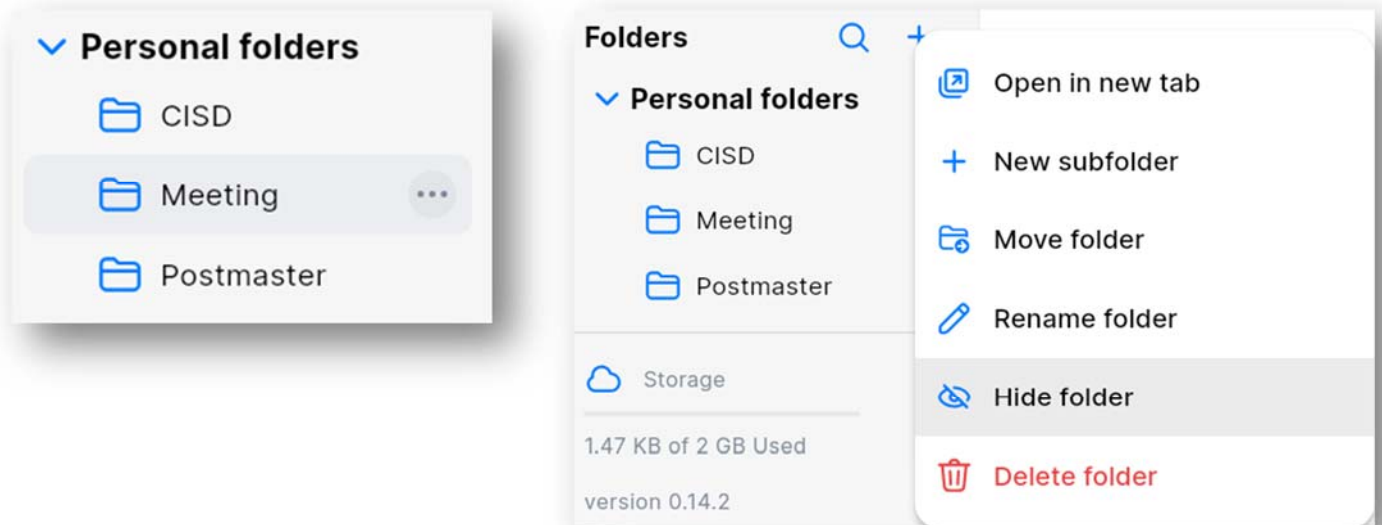 Personal folders
CISD
Meeting
Postmaster
Folders
Personal folders
CISD
Meeting
Postmaster
Storage
1.47 KB of 2 GB Used
version 0.14.2
Open in new tab
New subfolder
Move folder
Rename folder
Hide folder
Delete folder